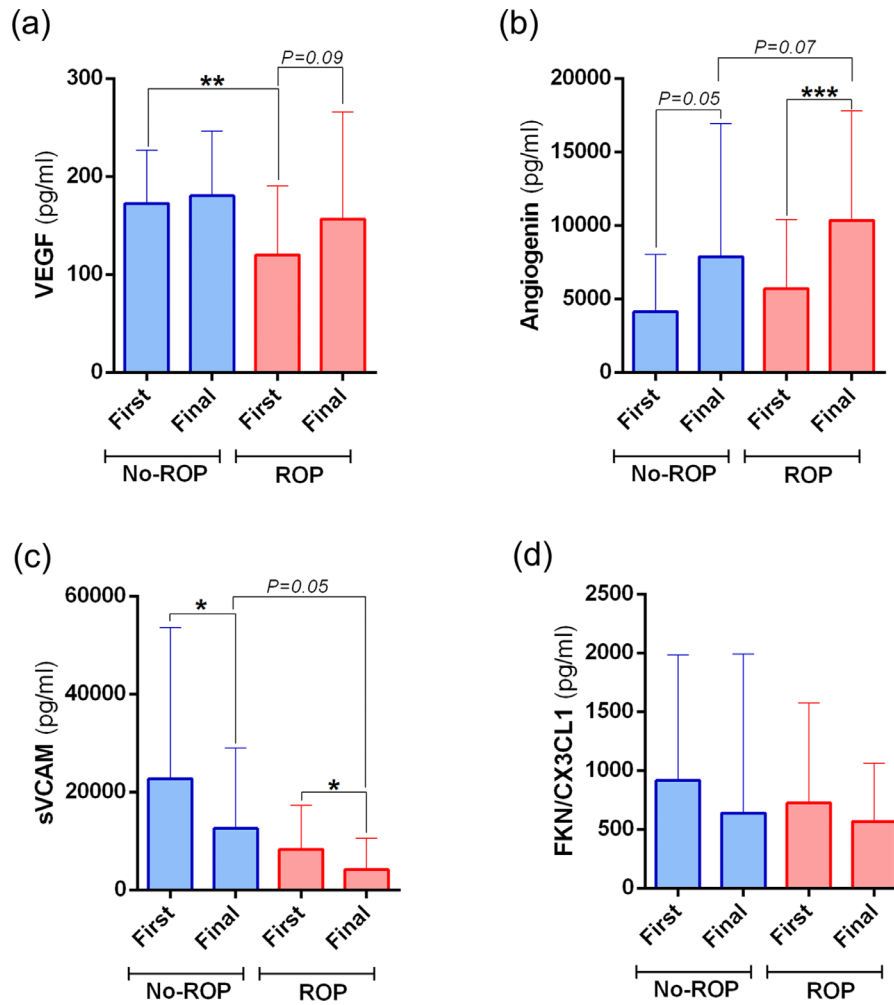 (a)
P=0.09
**
300
200
100
0
VEGF (pg/ml)
First
Final
First
Final
No-ROP
ROP
(b)
P=0.07
P=0.05
***
20000
15000
10000
5000
0
Angiogenin (pg/ml)
First
Final
First
Final
No-ROP
ROP
(c)
P=0.05
*
*
60000
40000
20000
0
sVCAM (pg/ml)
First
Final
First
Final
No-ROP
ROP
(d)
2500
2000
1500
1000
500
0
FKN/CX3CL1 (pg/ml)
First
Final
First
Final
No-ROP
ROP